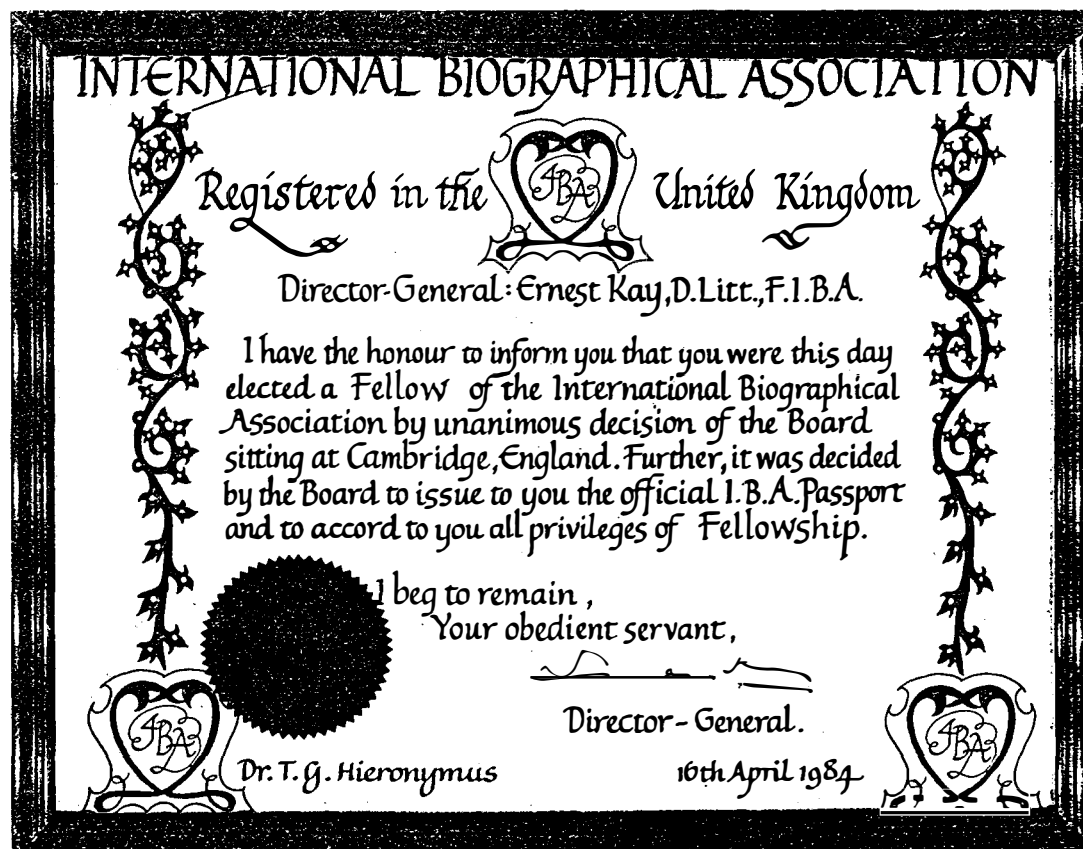 INTERNATIONAL BIOGRAPHICAL ASSOCIATION
Registered in the IBA United Kingdom
Director-General: Ernest Kay, D.Litt., F.I.B.A.
I have the honour to inform you that you were this day
elected a Fellow of the International Biographical
Association by unanimous decision of the Board
sitting at Cambridge, England. Further, it was decided
by the Board to issue to you the official I.B.A. Passport
and to accord to you all privileges of Fellowship.
I beg to remain,
Your obedient servant,
Director-General.
IBA
IBA
Dr. T. G. Hieronymus
16th April 1984